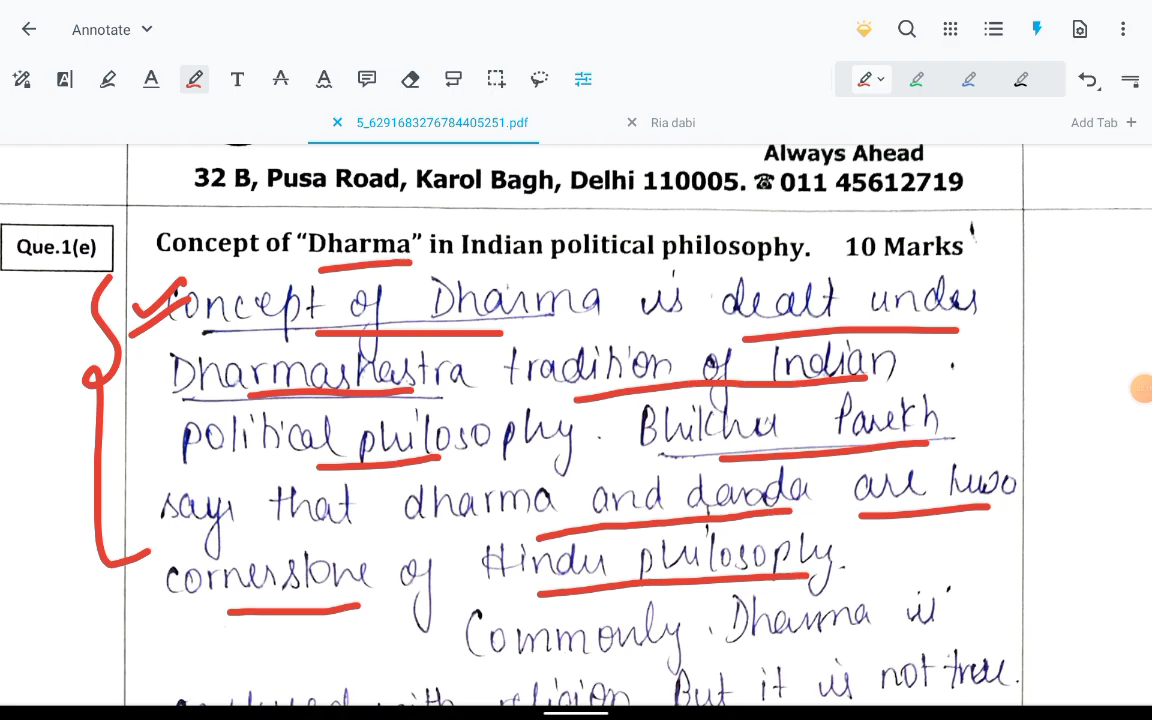 Annotate
5_6291683276784405251.pdf
Ria dabi
Add Tab +
Always Ahead
32 B, Pusa Road, Karol Bagh, Delhi 110005. ☎ 011 45612719
Que.1(e)
Concept of “Dharma” in Indian political philosophy. 10 Marks
Concept of Dharma is dealt under
Dharmashastra tradition of Indian
political philosophy. Bhikhu Parekh
says that dharma and danda are two
cornerstone of Hindu philosophy.
Commonly, Dharma is
with religion. But it is not true.